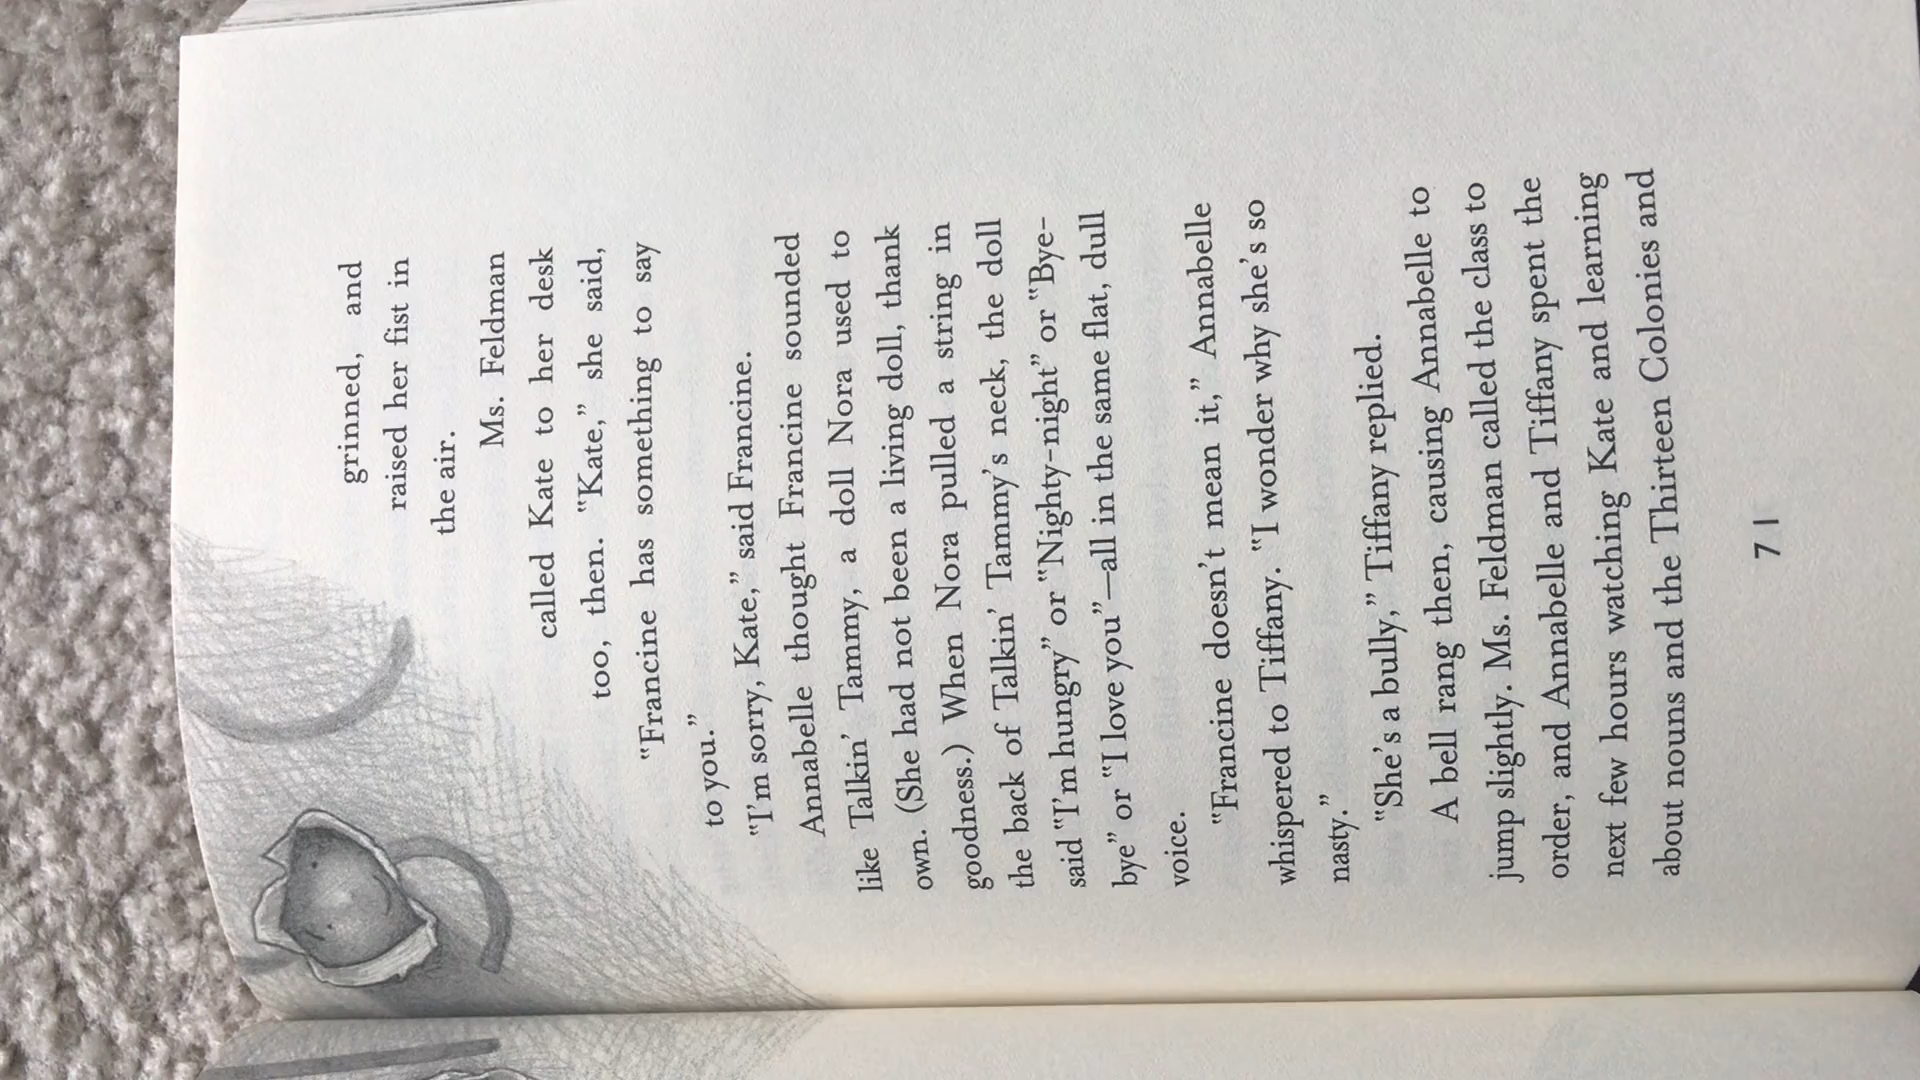 grinned, and
raised her fist in
the air.
Ms. Feldman
called Kate to her desk
too, then. "Kate," she said,
"Francine has something to say
to you."
"I'm sorry, Kate," said Francine.
Annabelle thought Francine sounded
like Talkin' Tammy, a doll Nora used to
own. (She had not been a living doll, thank
goodness.) When Nora pulled a string in
the back of Talkin' Tammy's neck, the doll
said "I'm hungry" or "Nighty-night" or "Bye-
bye" or "I love you"—all in the same flat, dull
voice.
"Francine doesn't mean it," Annabelle
whispered to Tiffany. "I wonder why she's so
nasty."
"She's a bully," Tiffany replied.
A bell rang then, causing Annabelle to
jump slightly. Ms. Feldman called the class to
order, and Annabelle and Tiffany spent the
next few hours watching Kate and learning
about nouns and the Thirteen Colonies and
71